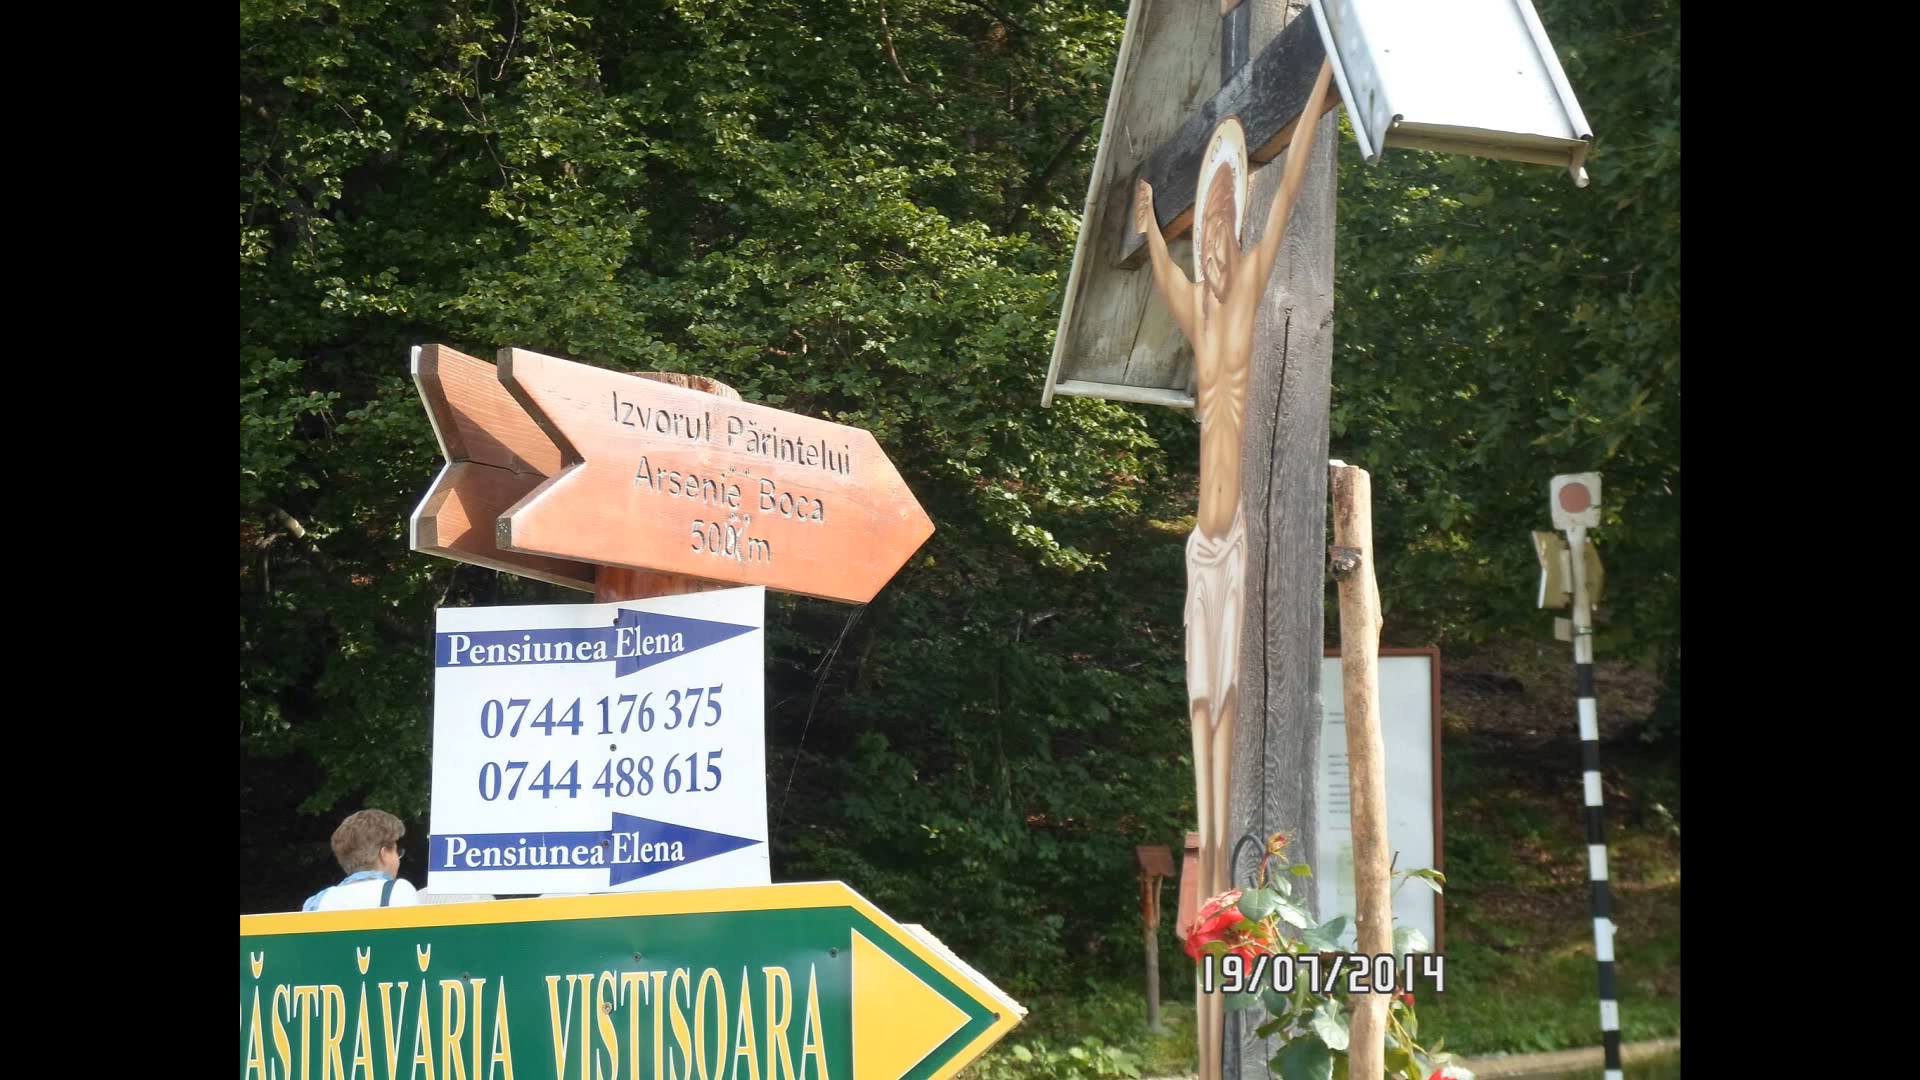 Izvorul Părintelui
Arsenie Boca
Pensiunea Elena
0744 176 375
0744 488 615
Pensiunea Elena
ĂSTRĂVĂRIA VISTISOARA
19/07/2014